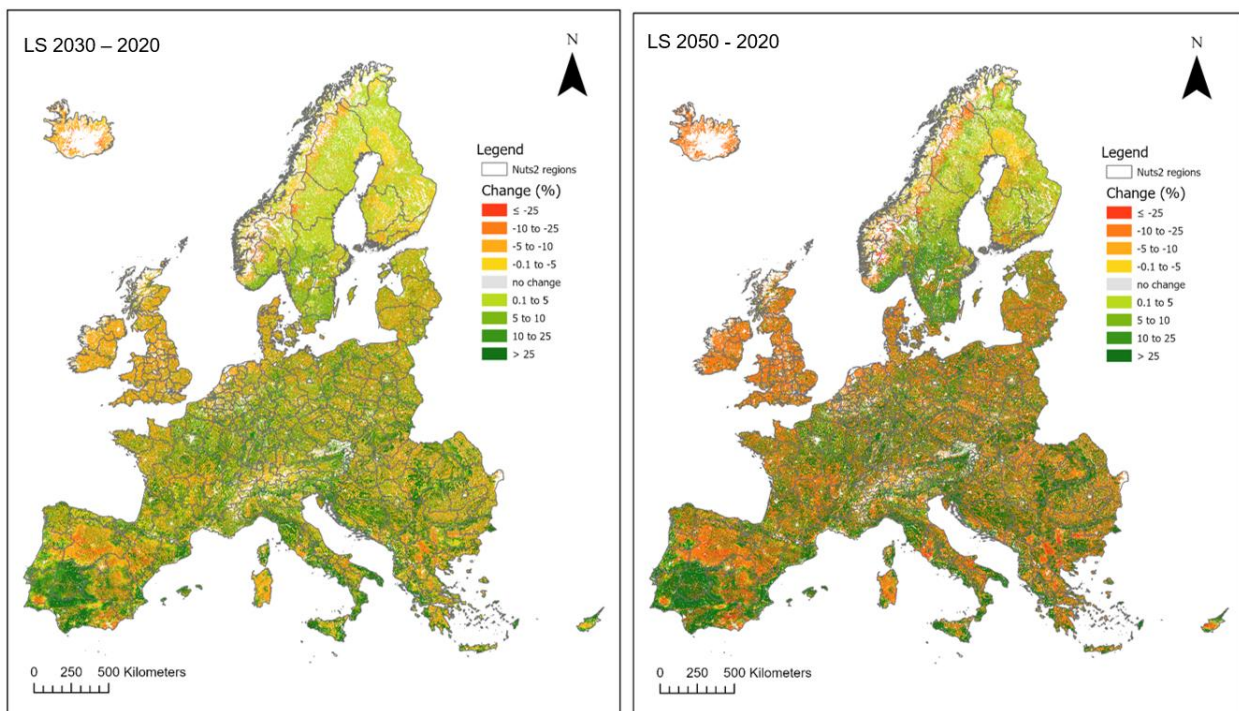 LS 2030 – 2020
N
Legend
Nuts2 regions
Change (%)
≤ -25
-10 to -25
-5 to -10
-0.1 to -5
no change
0.1 to 5
5 to 10
10 to 25
> 25
0 250 500 Kilometers
LS 2050 - 2020
N
Legend
Nuts2 regions
Change (%)
≤ -25
-10 to -25
-5 to -10
-0.1 to -5
no change
0.1 to 5
5 to 10
10 to 25
> 25
0 250 500 Kilometers